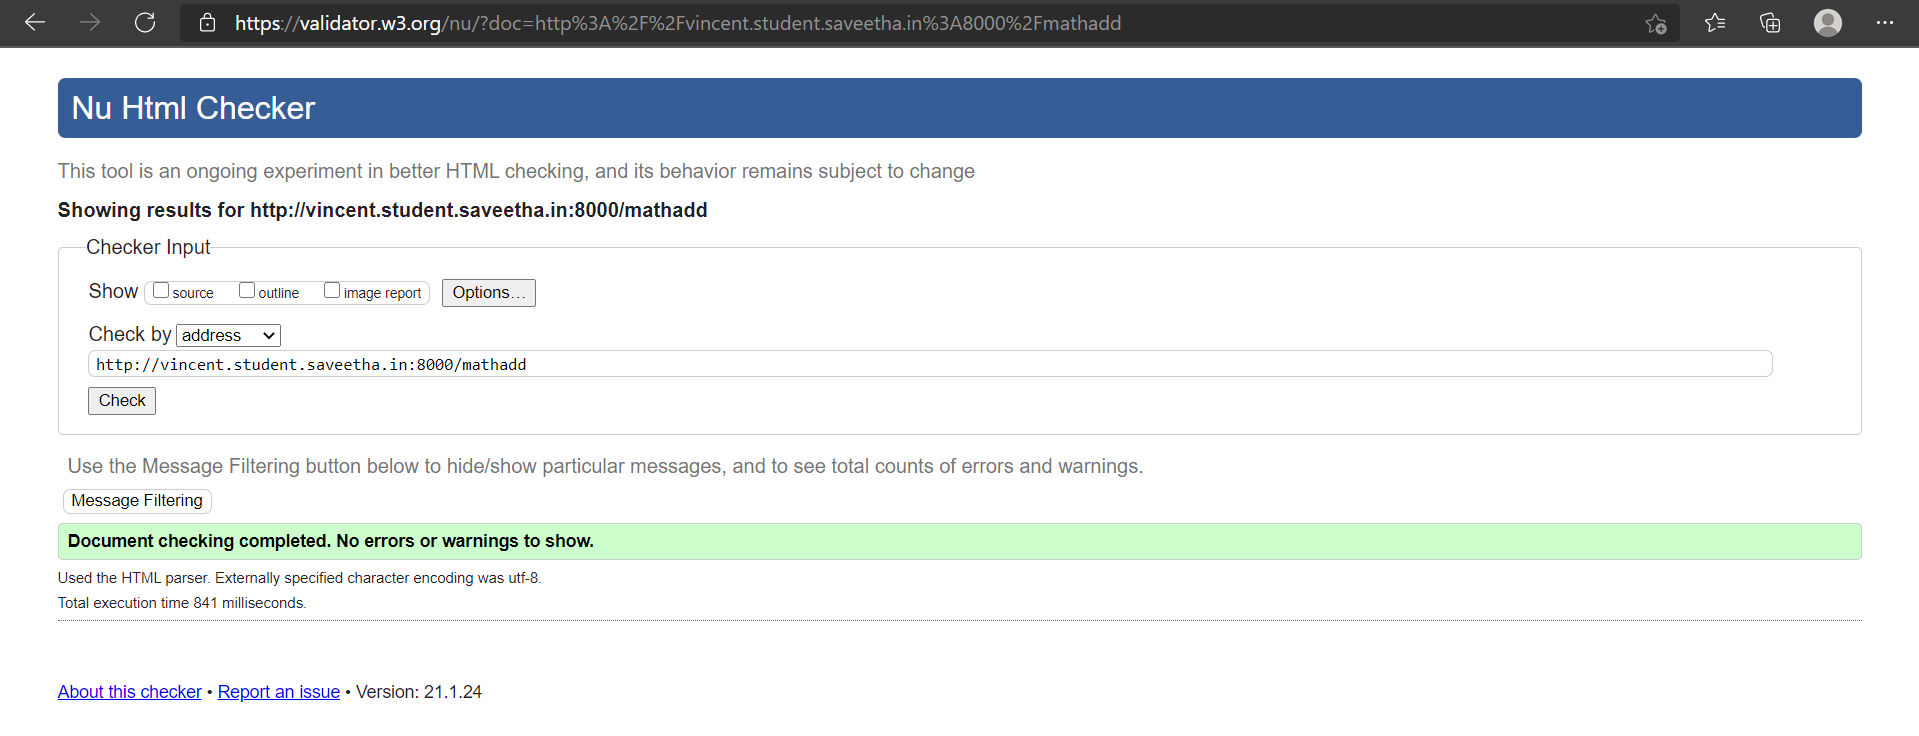 https://validator.w3.org/nu/?doc=http%3A%2F%2Fvincent.student.saveetha.in%3A8000%2Fmathadd
Nu Html Checker
This tool is an ongoing experiment in better HTML checking, and its behavior remains subject to change
Showing results for http://vincent.student.saveetha.in:8000/mathadd
Checker Input
Show source outline image report Options...
Check by address
http://vincent.student.saveetha.in:8000/mathadd
Check
Use the Message Filtering button below to hide/show particular messages, and to see total counts of errors and warnings.
Message Filtering
Document checking completed. No errors or warnings to show.
Used the HTML parser. Externally specified character encoding was utf-8.
Total execution time 841 milliseconds.
About this checker • Report an issue • Version: 21.1.24